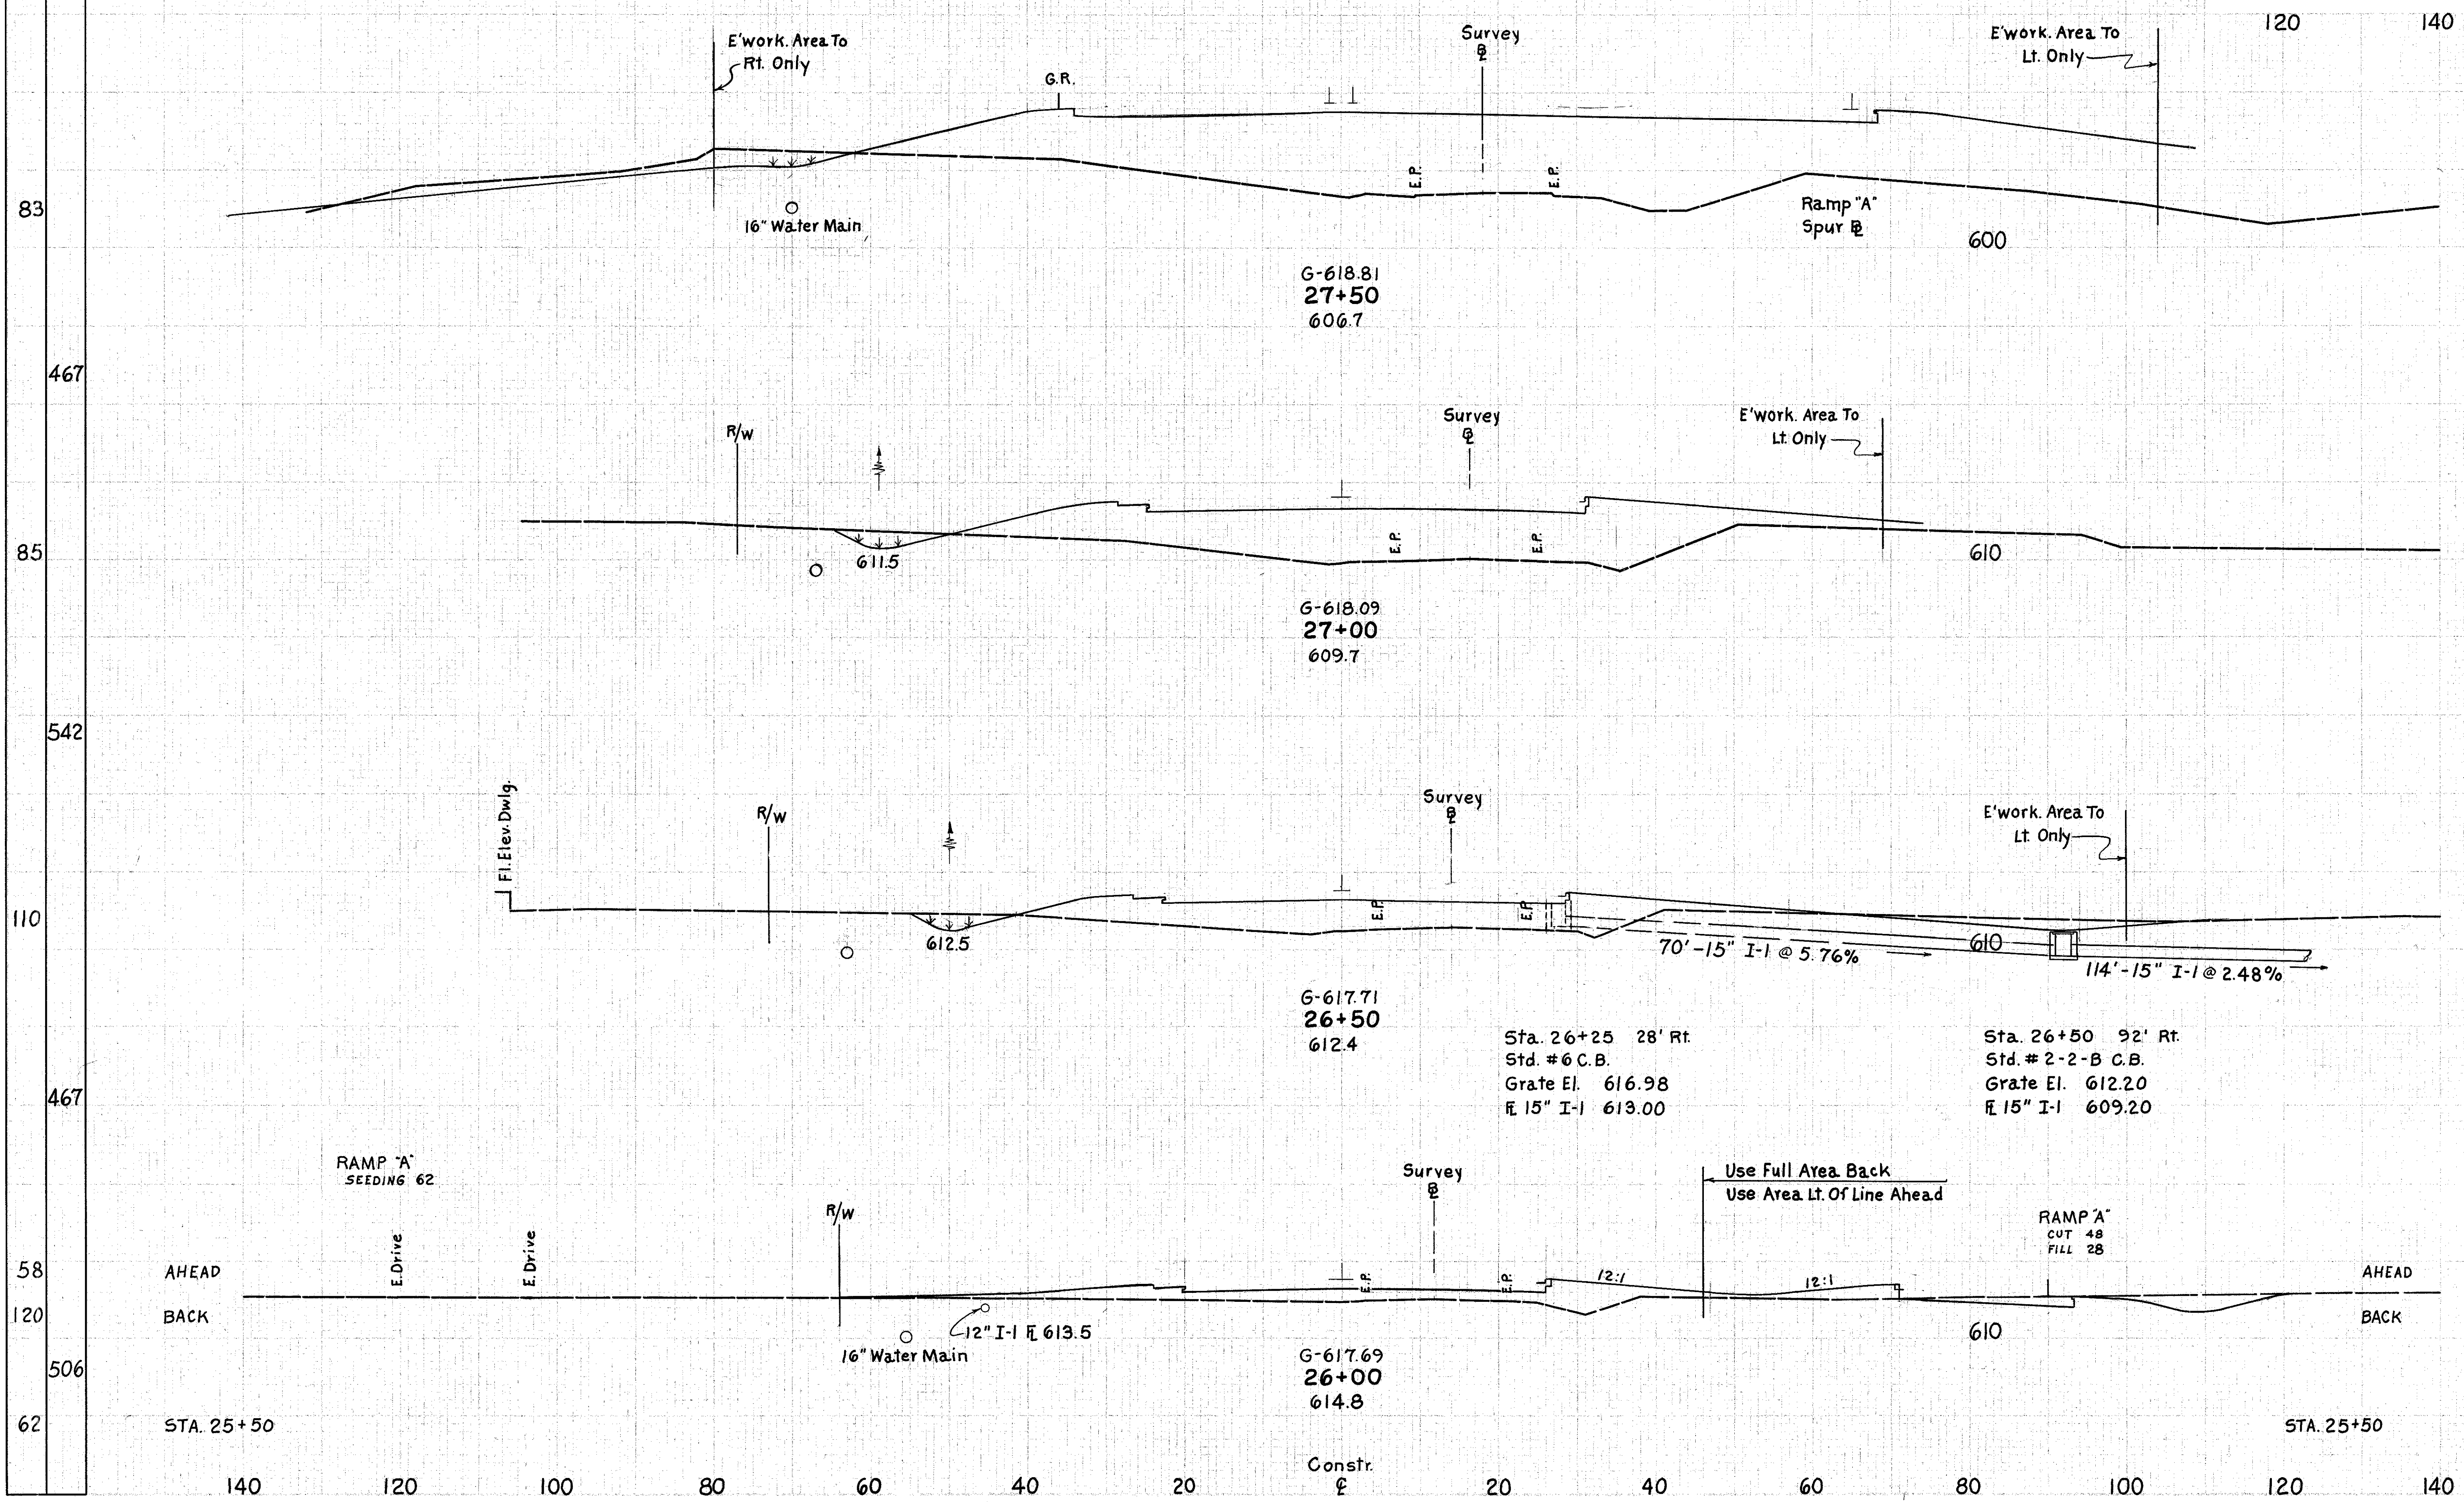 120
140
E'work. Area To
Rt. Only
G.R.
Survey
B̶L
E'work. Area To
Lt. Only
E.P.
E.P.
83
16" Water Main
Ramp "A"
Spur B̶L
600
G-618.81
27+50
606.7
467
R/W
Survey
B̶L
E'work. Area To
Lt. Only
E.P.
E.P.
85
611.5
610
G-618.09
27+00
609.7
542
Fl. Elev. Dwlg.
R/W
Survey
B̶L
E'work. Area To
Lt. Only
E.P.
E.P.
110
612.5
70'-15" I-1 @ 5.76%
610
114'-15" I-1 @ 2.48%
G-617.71
26+50
612.4
Sta. 26+25 28' Rt.
Std. #6 C.B.
Grate El. 616.98
FL 15" I-1 613.00
Sta. 26+50 92' Rt.
Std. # 2-2-B C.B.
Grate El. 612.20
FL 15" I-1 609.20
467
RAMP "A"
SEEDING 62
Survey
B̶L
Use Full Area Back
Use Area Lt. Of Line Ahead
R/W
E. Drive
E. Drive
RAMP "A"
CUT 48
FILL 28
58
AHEAD
E.P.
E.P.
12:1
12:1
AHEAD
120
BACK
BACK
12" I-1 FL 613.5
16" Water Main
610
G-617.69
26+00
614.8
506
62
STA. 25+50
STA. 25+50
Constr.
140 120 100 80 60 40 20 ℄ 20 40 60 80 100 120 140